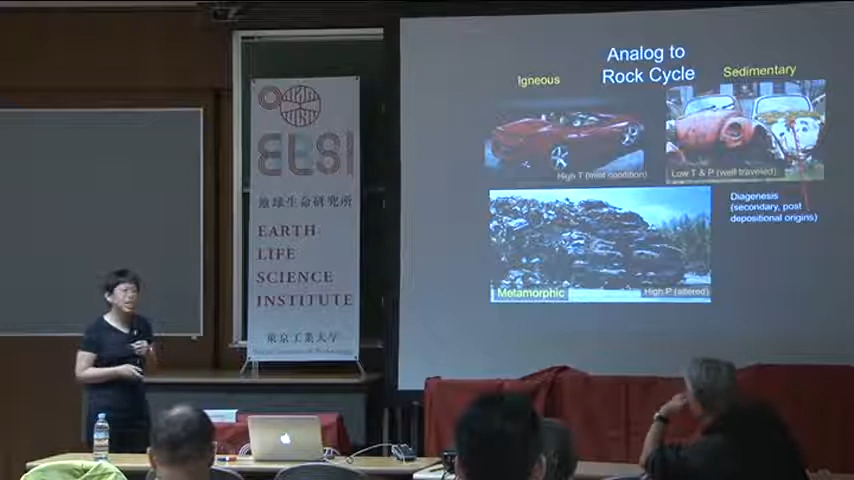 ELSI
地球生命研究所
EARTH
LIFE
SCIENCE
INSTITUTE
東京工業大学
Analog to
Rock Cycle
Igneous
Sedimentary
High T (mint condition)
Low T & P (well traveled)
Diagenesis
(secondary, post
depositional origins)
Metamorphic
High P (altered)